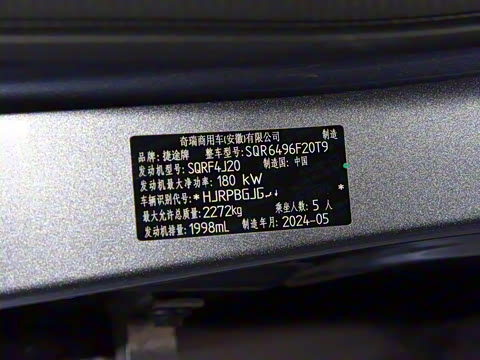 奇瑞商用车(安徽)有限公司 制造
品牌: 捷途牌 整车型号: SQR6496F20T9
发动机型号: SQRF4J20 制造国: 中国
发动机最大净功率: 180 kW
车辆识别代号: *HJRPBGJG *
最大允许总质量: 2272kg 乘坐人数: 5 人
发动机排量: 1998mL 制造年月: 2024-05